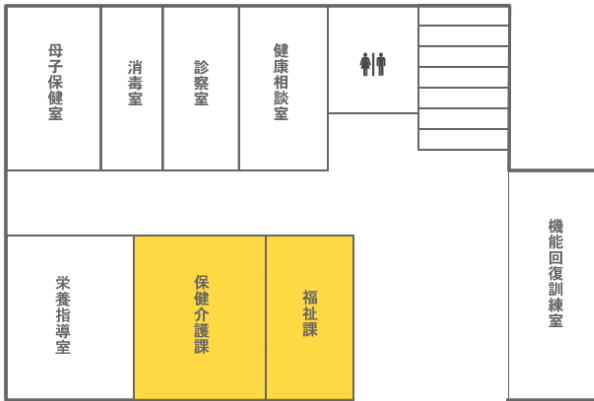 母子保健室
消毒室
診察室
健康相談室
機能回復訓練室
栄養指導室
保健介護課
福祉課